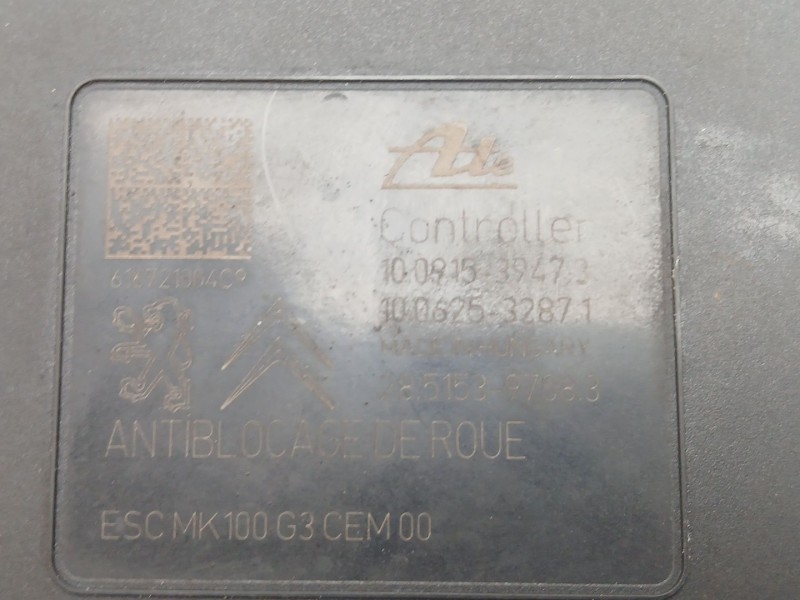 Ate
Controller
10.0915-3947.3
616721004C9
10.0625-3287.1
MADE IN HUNGARY
ANTIBLOCAGE DE ROUE
ESC MK100 G3 CEM 00